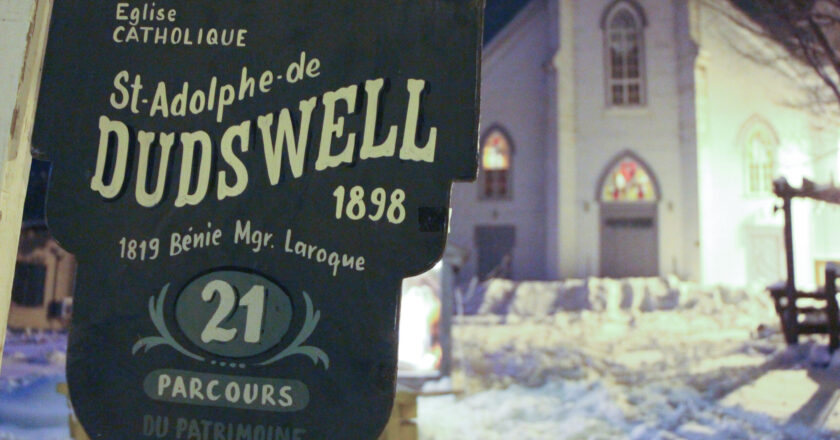 Eglise
CATHOLIQUE
St-Adolphe-de
DUDSWELL
1898
1819 Bénie Mgr. Laroque
21
PARCOURS
DU PATRIMOINE